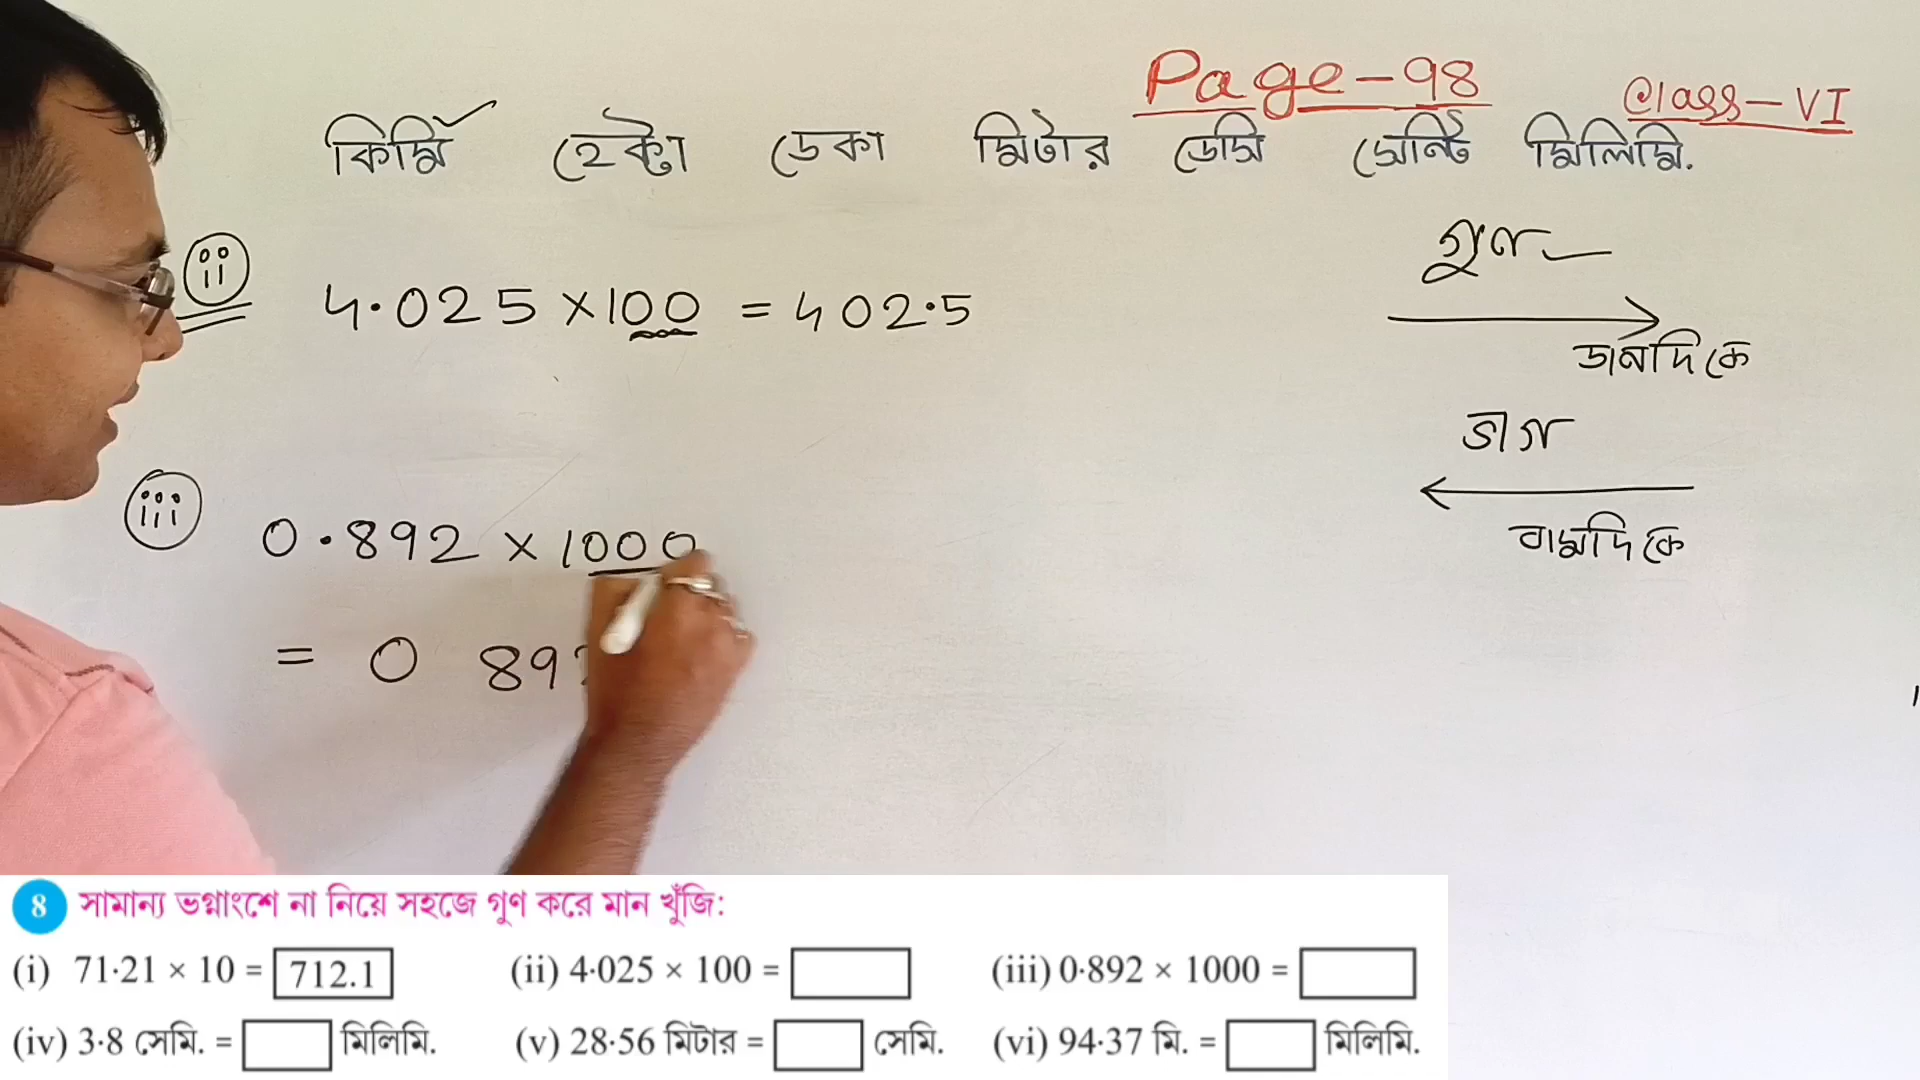 Page-98
Class-VI
কিমি হেক্টো ডেকা মিটার ডেসি সেন্টি মিলিমি.
গুণ
ডানদিকে
(ii) 4·025 ×100 = 402·5
ভাগ
বামদিকে
(iii) 0·892 × 1000
= 0 892
8 সামান্য ভগ্নাংশে না নিয়ে সহজে গুণ করে মান খুঁজি:
(i) 71·21 × 10 = 712.1 (ii) 4·025 × 100 = (iii) 0·892 × 1000 =
(iv) 3·8 সেমি. = মিলিমি. (v) 28·56 মিটার = সেমি. (vi) 94·37 মি. = মিলিমি.